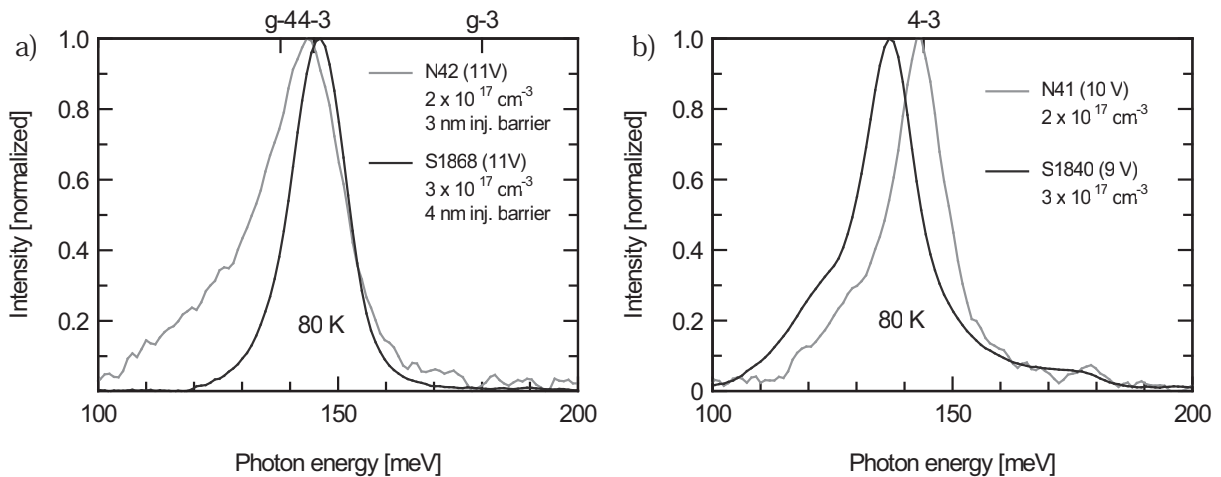 a)
g-44-3
g-3
1.0
0.8
0.6
0.4
0.2
N42 (11V)
2 x 10 17 cm-3
3 nm inj. barrier
S1868 (11V)
3 x 10 17 cm-3
4 nm inj. barrier
80 K
100
150
200
Photon energy [meV]
Intensity [normalized]
b)
4-3
1.0
0.8
0.6
0.4
0.2
0
N41 (10 V)
2 x 10 17 cm-3
S1840 (9 V)
3 x 10 17 cm-3
80 K
100
150
200
Photon energy [meV]
Intensity [normalized]